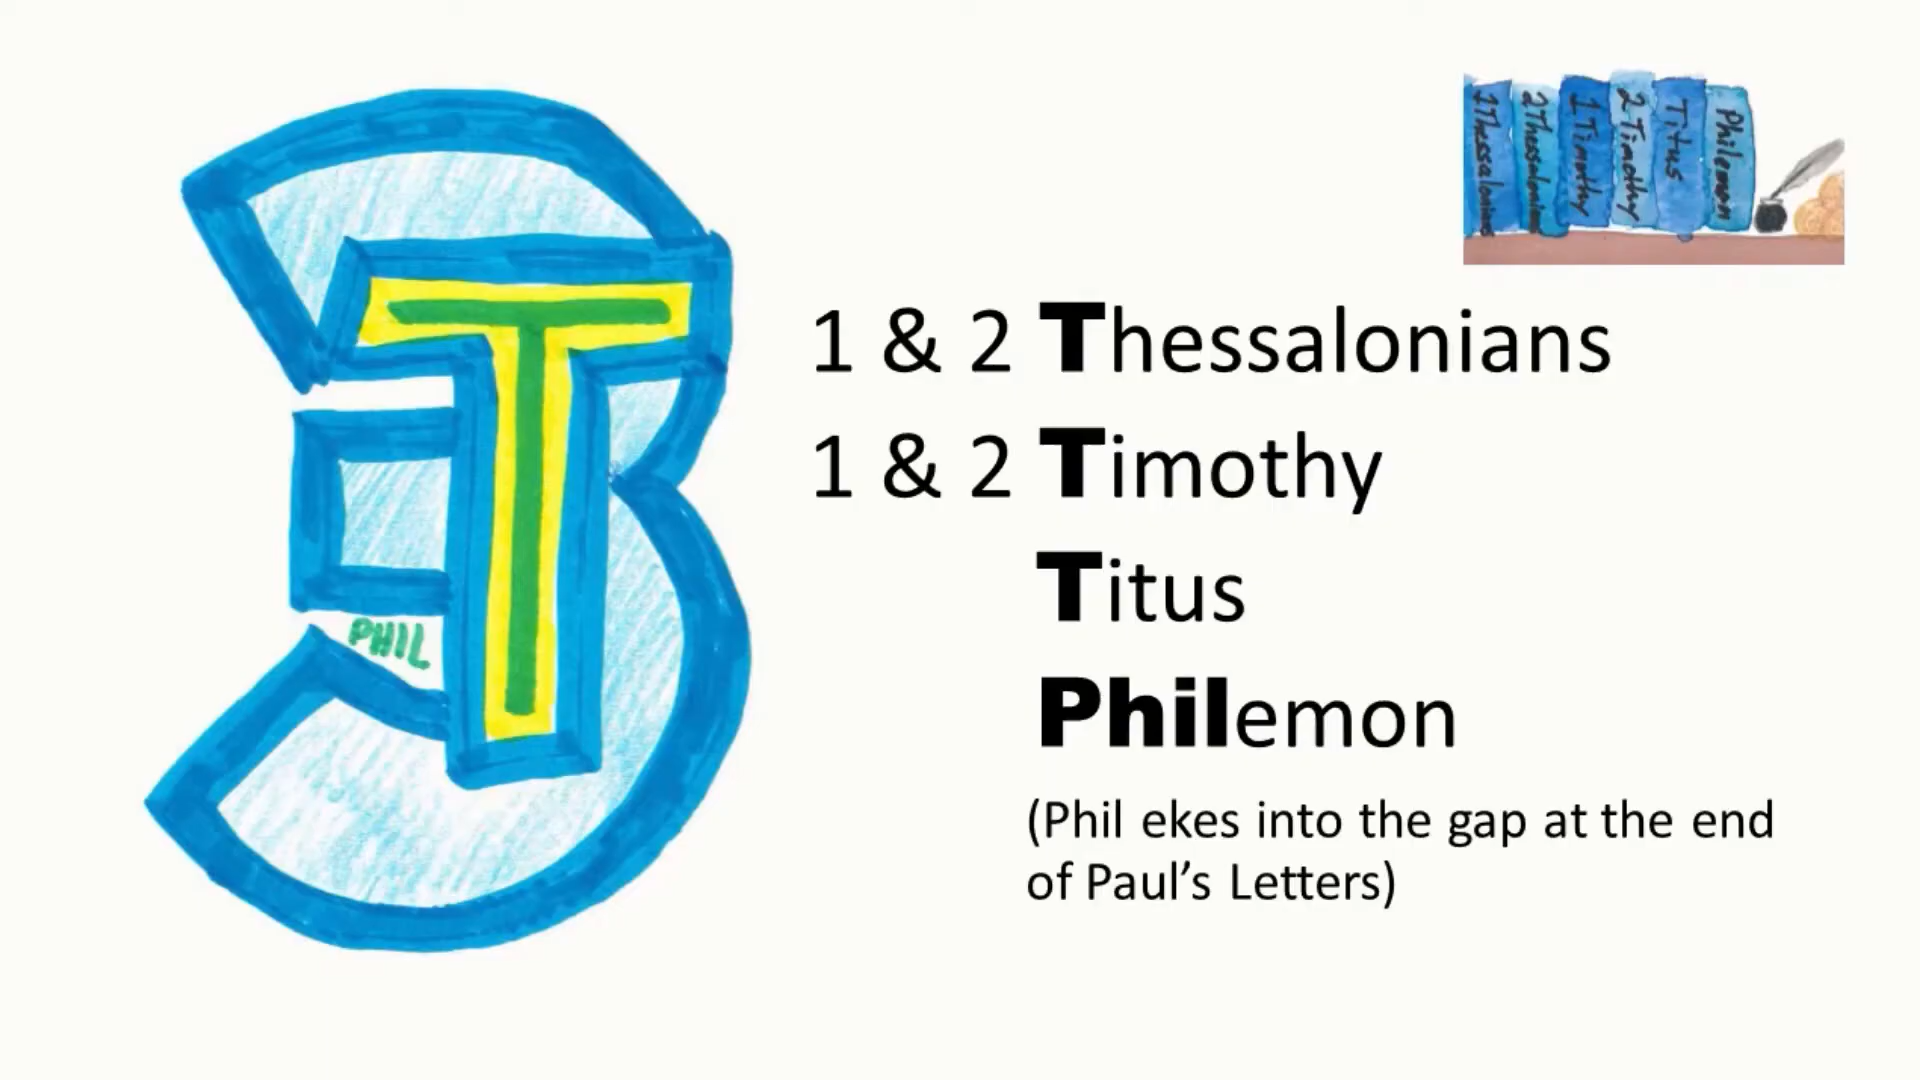 1 Thessalonians
2 Thessalonians
1 Timothy
2 Timothy
Titus
Philemon
T
PHIL
1 & 2 Thessalonians
1 & 2 Timothy
Titus
Philemon
(Phil ekes into the gap at the end
of Paul’s Letters)